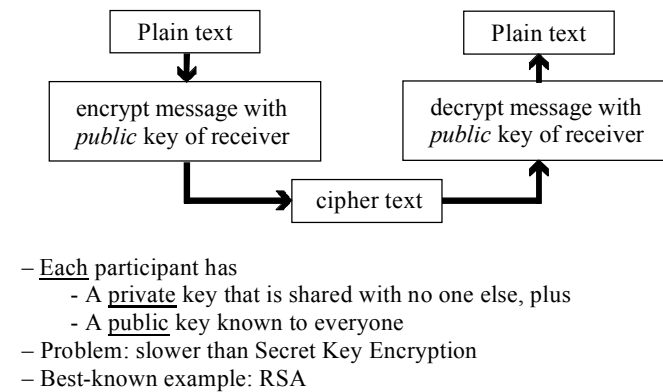 Plain text
Plain text
encrypt message with
public key of receiver
decrypt message with
public key of receiver
cipher text
– Each participant has
- A private key that is shared with no one else, plus
- A public key known to everyone
– Problem: slower than Secret Key Encryption
– Best-known example: RSA